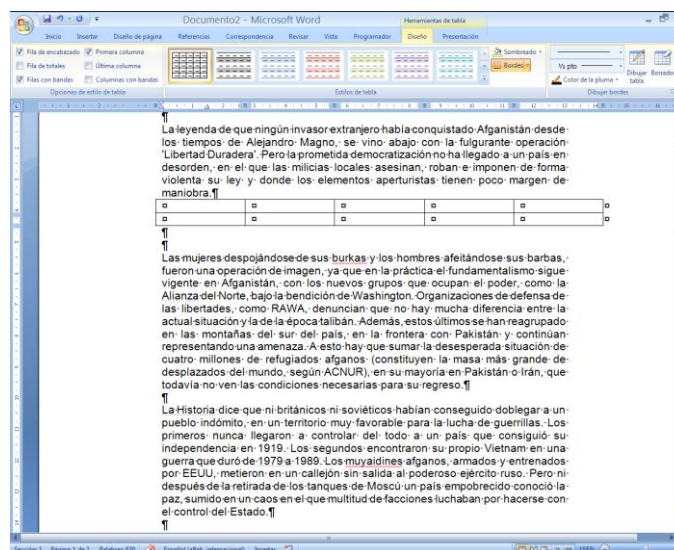 Documento2 - Microsoft Word
Herramientas de tabla
Inicio Insertar Diseño de página Referencias Correspondencia Revisar Vista Programador Diseño Presentación
Fila de encabezado Primera columna
Fila de totales Última columna
Filas con bandas Columnas con bandas
Opciones de estilo de tabla
Estilos de tabla
Sombreado
Bordes
½ pto
Color de la pluma
Dibujar tabla
Borrador
Dibujar bordes
La leyenda de que ningún invasor extranjero había conquistado Afganistán desde
los tiempos de Alejandro Magno, se vino abajo con la fulgurante operación
'Libertad Duradera'. Pero la prometida democratización no ha llegado a un país en
desorden, en el que las milicias locales asesinan, roban e imponen de forma
violenta su ley y donde los elementos aperturistas tienen poco margen de
maniobra.¶
Las mujeres despojándose de sus burkas y los hombres afeitándose sus barbas,
fueron una operación de imagen, ya que en la práctica el fundamentalismo sigue
vigente en Afganistán, con los nuevos grupos que ocupan el poder, como la
Alianza del Norte, bajo la bendición de Washington. Organizaciones de defensa de
las libertades, como RAWA, denuncian que no hay mucha diferencia entre la
actual situación y la de la época talibán. Además, estos últimos se han reagrupado
en las montañas del sur del país, en la frontera con Pakistán y continúan
representando una amenaza. A esto hay que sumar la desesperada situación de
cuatro millones de refugiados afganos (constituyen la masa más grande de
desplazados del mundo, según ACNUR), en su mayoría en Pakistán o Irán, que
todavía no ven las condiciones necesarias para su regreso.¶
La Historia dice que ni británicos ni soviéticos habían conseguido doblegar a un
pueblo indómito, en un territorio muy favorable para la lucha de guerrillas. Los
primeros nunca llegaron a controlar del todo a un país que consiguió su
independencia en 1919. Los segundos encontraron su propio Vietnam en una
guerra que duró de 1979 a 1989. Los muyaidines afganos, armados y entrenados
por EEUU, metieron en un callejón sin salida al poderoso ejército ruso. Pero ni
después de la retirada de los tanques de Moscú un país empobrecido conoció la
paz, sumido en un caos en el que multitud de facciones luchaban por hacerse con
el control del Estado.¶